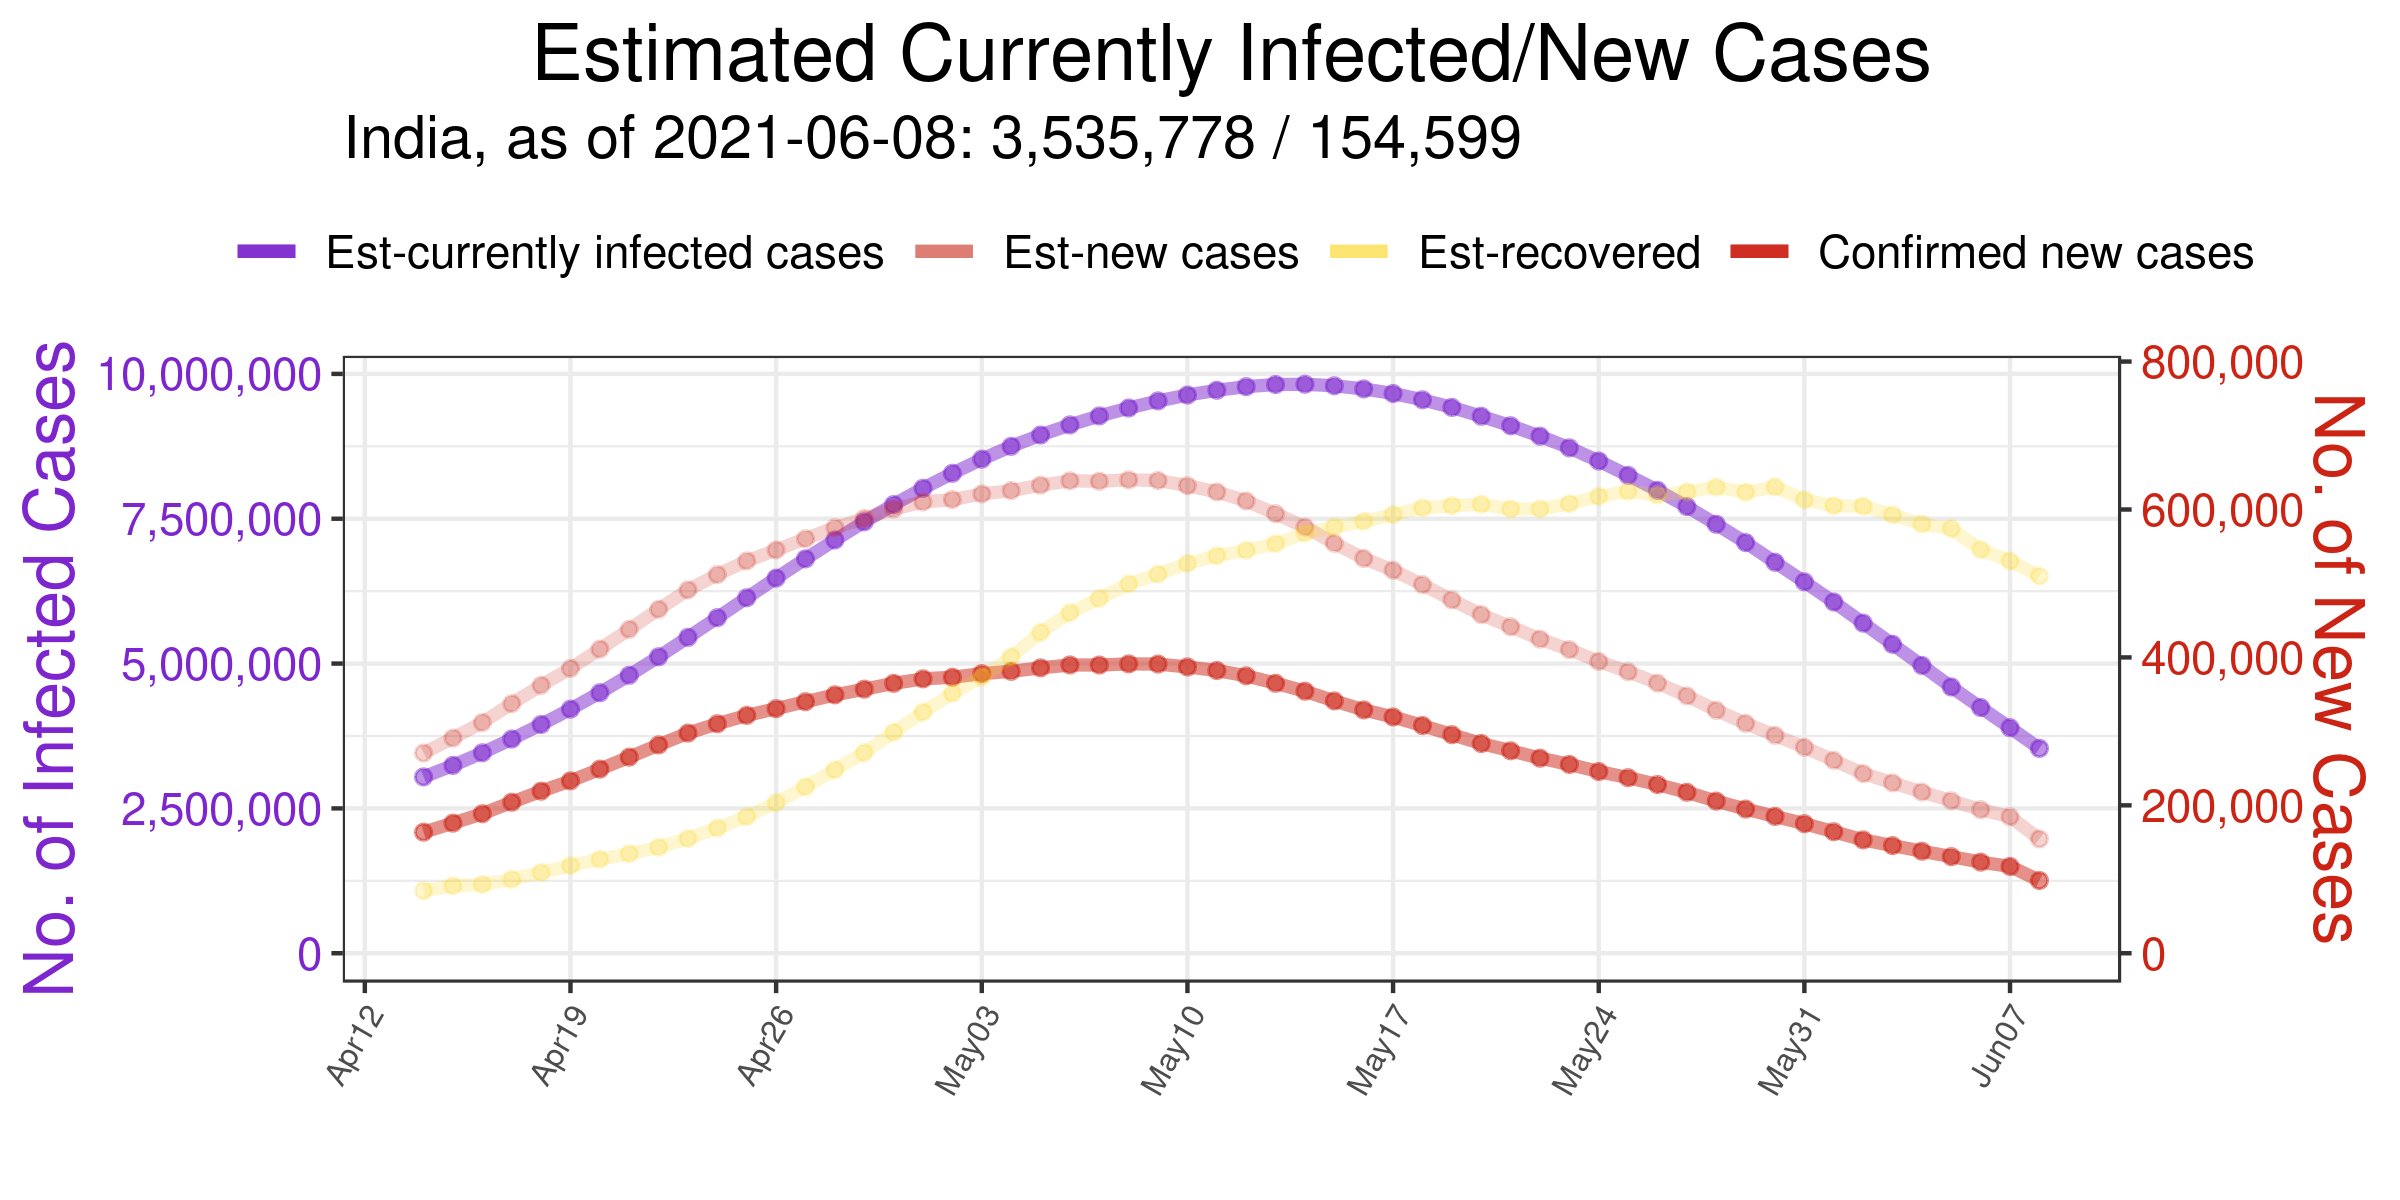 Estimated Currently Infected/New Cases
India, as of 2021-06-08: 3,535,778 / 154,599
Est-currently infected cases Est-new cases Est-recovered Confirmed new cases
No. of Infected Cases
10,000,000
7,500,000
5,000,000
2,500,000
0
800,000
600,000
400,000
200,000
0
No. of New Cases
Apr12 Apr19 Apr26 May03 May10 May17 May24 May31 Jun07